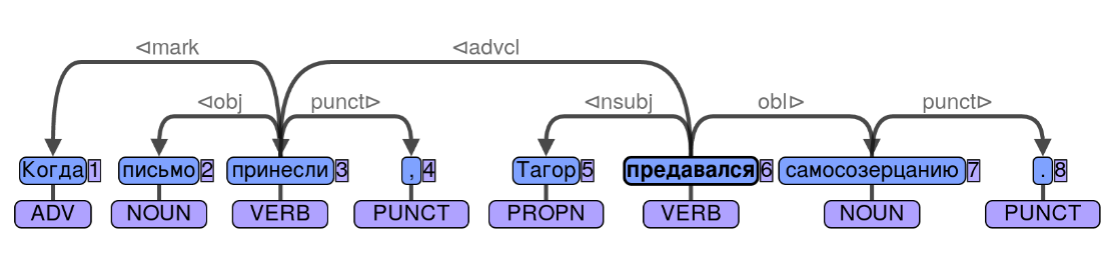 ⊲mark ⊲advcl
⊲obj punct⊳ ⊲nsubj obl⊳ punct⊳
Когда 1 письмо 2 принесли 3 , 4 Тагор 5 предавался 6 самосозерцанию 7 . 8
ADV NOUN VERB PUNCT PROPN VERB NOUN PUNCT